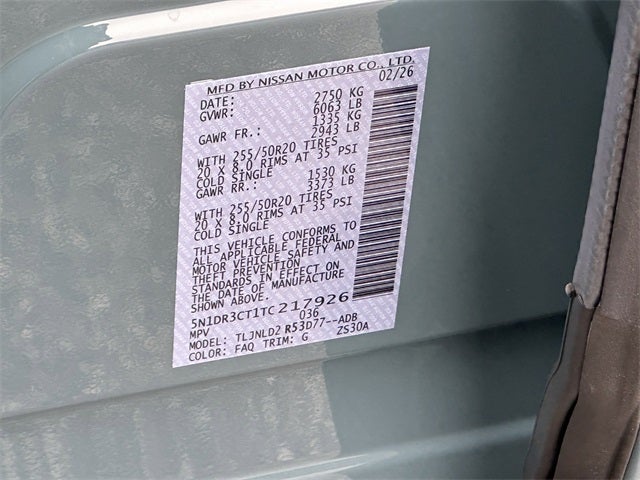 MFD BY NISSAN MOTOR CO., LTD.
DATE: 02/26
GVWR: 2750 KG
6063 LB
GAWR FR.: 1335 KG
2943 LB
WITH 255/50R20 TIRES
20 X 8.0 RIMS AT 35 PSI
COLD SINGLE
GAWR RR.: 1530 KG
3373 LB
WITH 255/50R20 TIRES
20 X 8.0 RIMS AT 35 PSI
COLD SINGLE
THIS VEHICLE CONFORMS TO
ALL APPLICABLE FEDERAL
MOTOR VEHICLE SAFETY AND
THEFT PREVENTION
STANDARDS IN EFFECT ON
THE DATE OF MANUFACTURE
SHOWN ABOVE.
5N1DR3CT1TC217926
MPV 036
MODEL: TLJNLD2 R53D77--ADB
COLOR: FAQ TRIM: G ZS30A